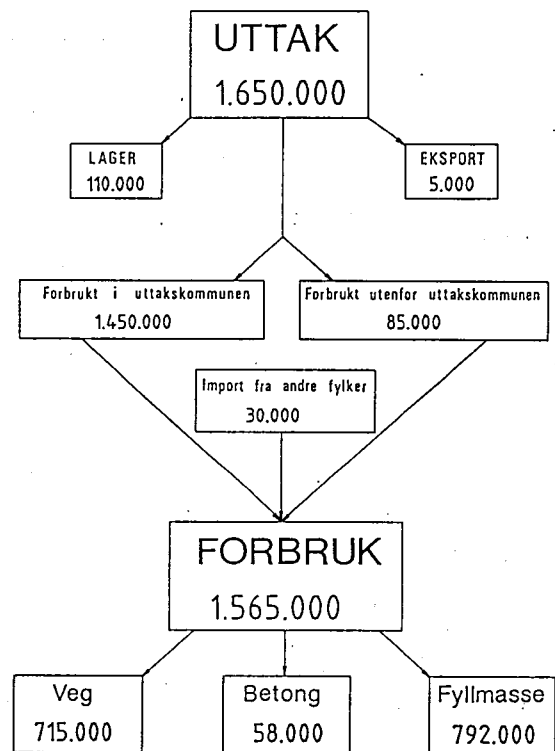 UTTAK
1.650.000
LAGER
110.000
EKSPORT
5.000
Forbrukt i uttakskommunen
1.450.000
Forbrukt utenfor uttakskommunen
85.000
Import fra andre fylker
30.000
FORBRUK
1.565.000
Veg
715.000
Betong
58.000
Fyllmasse
792.000